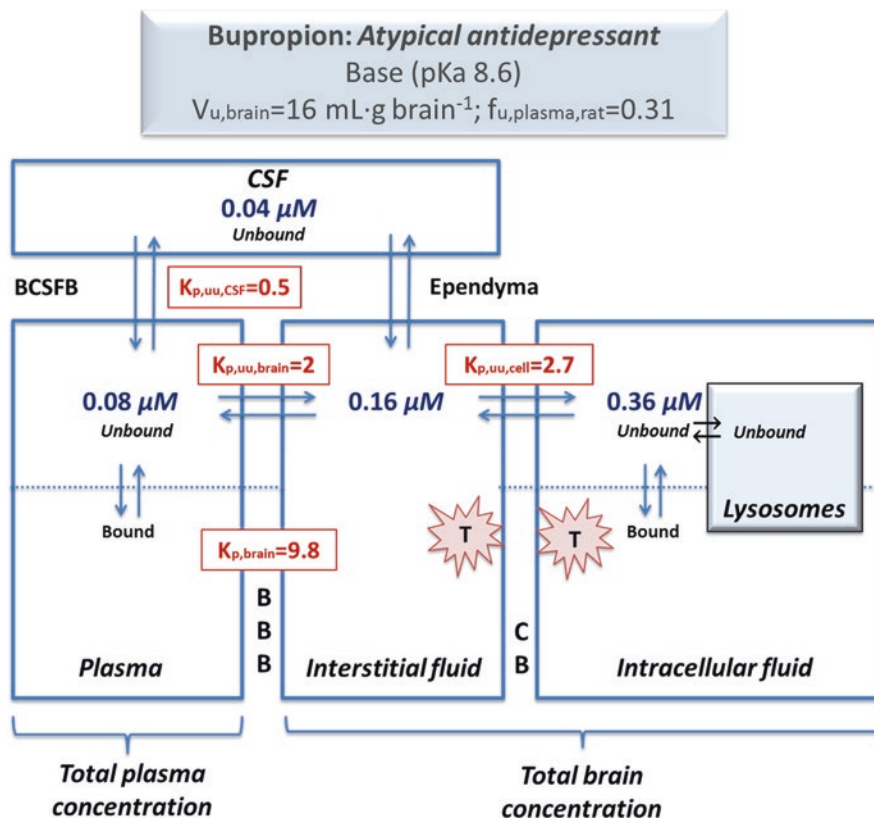 Bupropion: Atypical antidepressant
Base (pKa 8.6)
Vu,brain=16 mL·g brain-1; fu,plasma,rat=0.31
CSF
0.04 µM
Unbound
BCSFB
Kp,uu,CSF=0.5
Ependyma
Kp,uu,brain=2
Kp,uu,cell=2.7
0.08 µM
Unbound
0.16 µM
0.36 µM
Unbound
Unbound
Lysosomes
Bound
Bound
T
T
Kp,brain=9.8
B
B
B
C
B
Plasma
Interstitial fluid
Intracellular fluid
Total plasma
concentration
Total brain
concentration